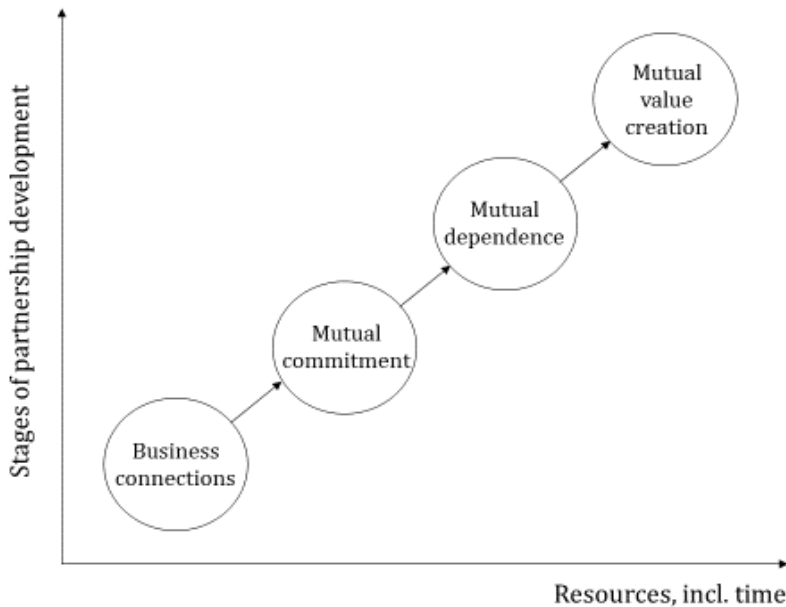 Stages of partnership development
Mutual
value
creation
Mutual
dependence
Mutual
commitment
Business
connections
Resources, incl. time